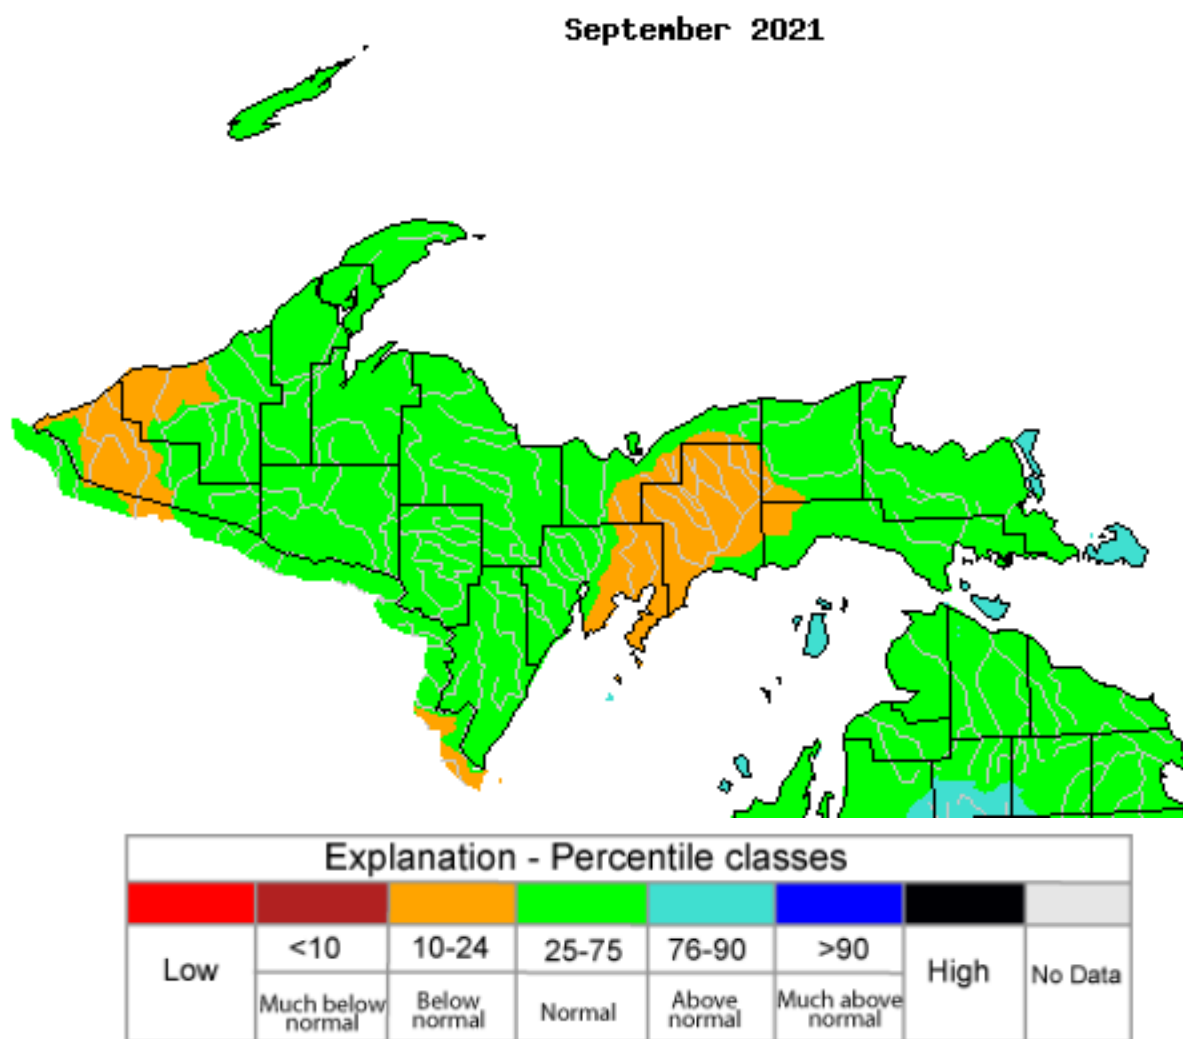 September 2021
Explanation - Percentile classes
Low
<10
10-24
25-75
76-90
>90
High
No Data
Much below
normal
Below
normal
Normal
Above
normal
Much above
normal